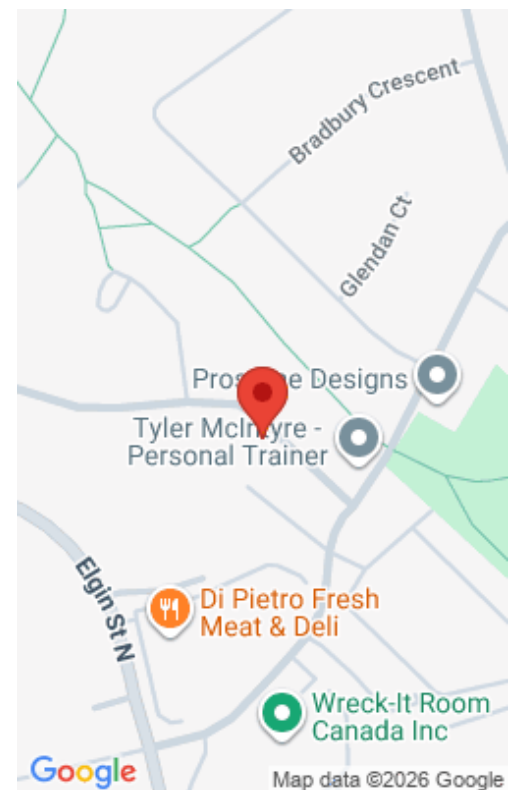 Bradbury Crescent
Glendan Ct
Designs
Tyler McIntyre -
Personal Trainer
Elgin St N
Di Pietro Fresh
Meat & Deli
Wreck-It Room
Canada Inc
Google
Map data ©2026 Google